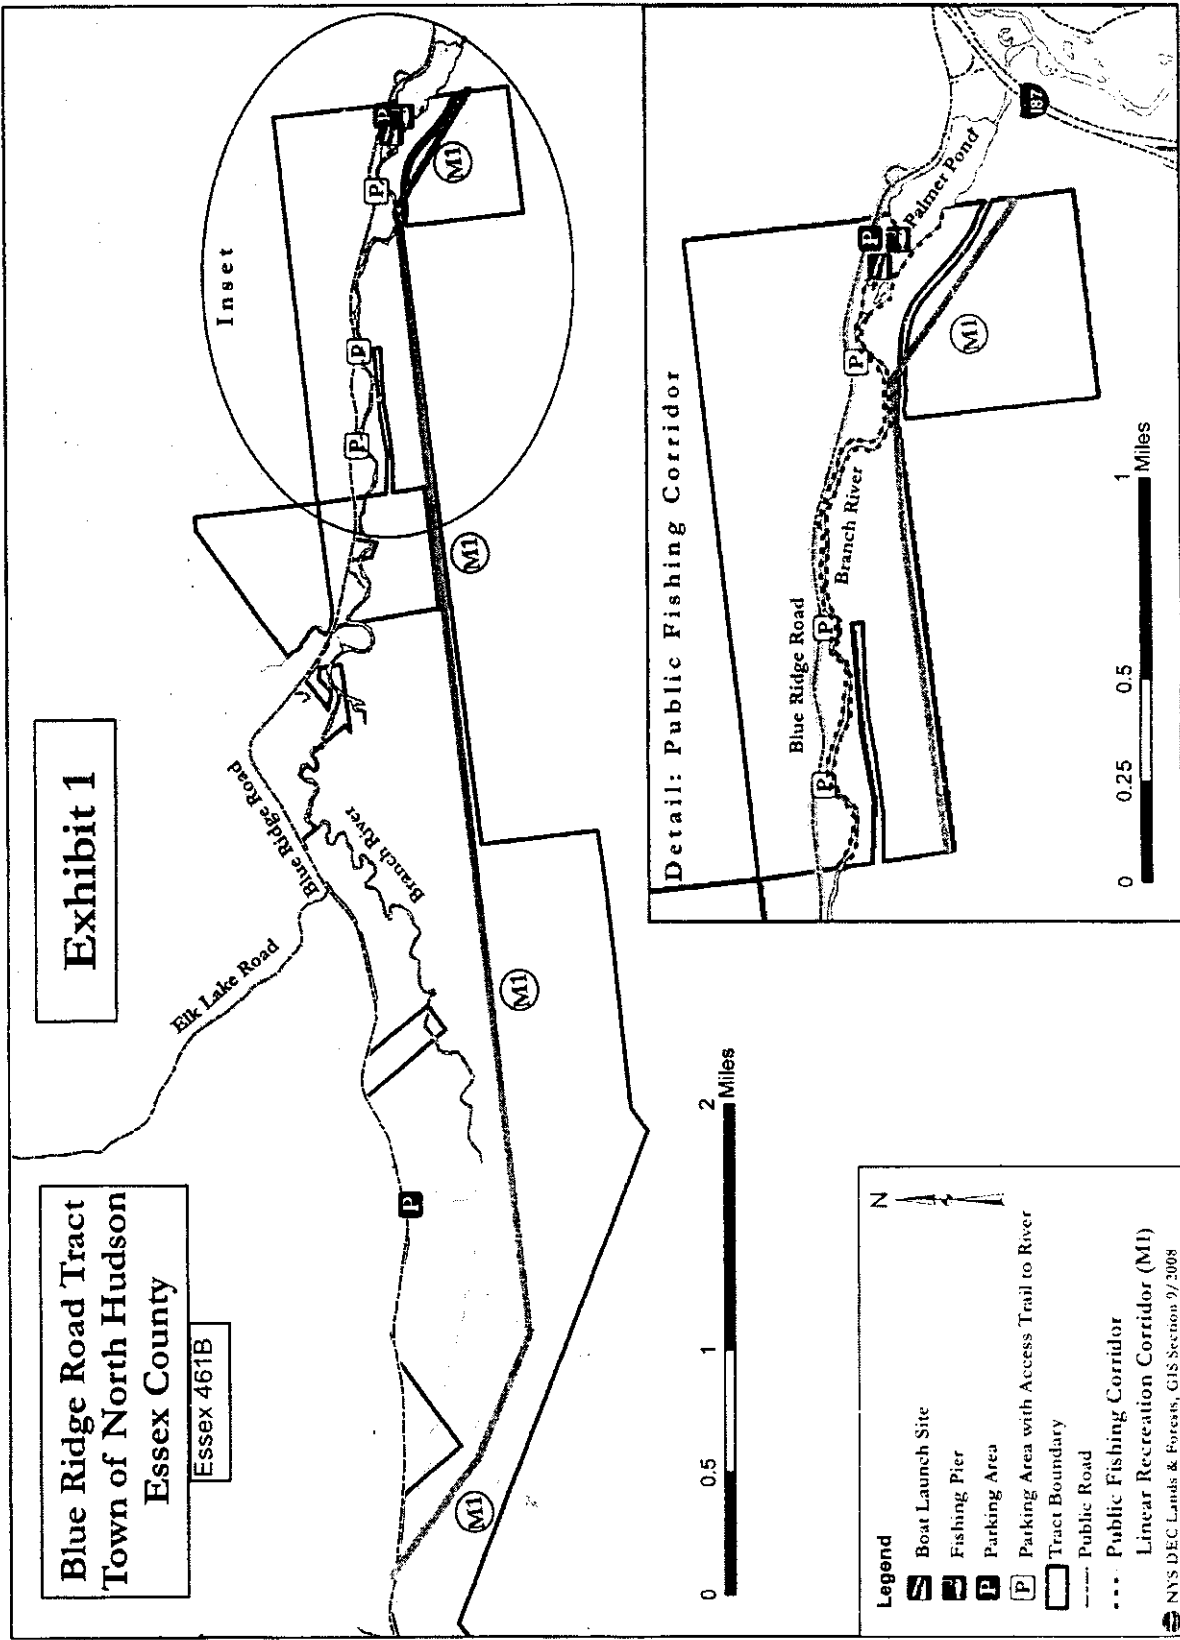 Exhibit 1
Blue Ridge Road Tract
Town of North Hudson
Essex County
Essex 461B
Elk Lake Road
Blue Ridge Road
Branch River
Inset
P
P
P
P
P
M1
M1
M1
M1
0 0.5 1 2
Miles
Legend
Boat Launch Site
Fishing Pier
P Parking Area
P Parking Area with Access Trail to River
Tract Boundary
Public Road
Public Fishing Corridor
Linear Recreation Corridor (M1)
NYS DEC Lands & Forests, GIS Section 9/2008
N
Detail: Public Fishing Corridor
Blue Ridge Road
Branch River
Palmer Pond
P
P
P
P
M1
87
0 0.25 0.5 1
Miles